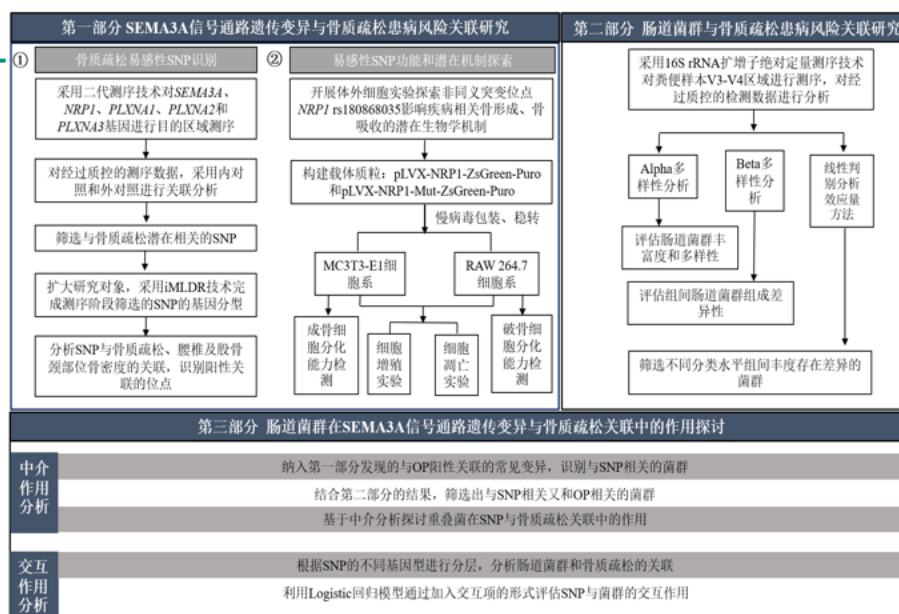 第一部分 SEMA3A信号通路遗传变异与骨质疏松患病风险关联研究
① 骨质疏松易感性SNP识别
采用二代测序技术对SEMA3A、
NRP1、PLXNA1、PLXNA2和
PLXNA3基因进行目的区域测序
对经过质控的测序数据，采用内对
照和外对照进行关联分析
筛选与骨质疏松潜在相关的SNP
扩大研究对象，采用iMLDR技术完
成测序阶段筛选的SNP的基因分型
分析SNP与骨质疏松、腰椎及股骨
颈部位骨密度的关联，识别阳性关
联的位点
② 易感性SNP功能和潜在机制探索
开展体外细胞实验探索非同义突变位点
NRP1 rs180868035影响疾病相关骨形成、骨
吸收的潜在生物学机制
构建载体质粒：pLVX-NRP1-ZsGreen-Puro
和pLVX-NRP1-Mut-ZsGreen-Puro
慢病毒包装、稳转
MC3T3-E1细
胞系
RAW 264.7
细胞系
成骨细
胞分化
能力检
测
细胞
增殖
实验
细胞
凋亡
实验
破骨细
胞分化
能力检
测
第二部分 肠道菌群与骨质疏松患病风险关联研究
采用16S rRNA扩增子绝对定量测序技术
对粪便样本V3-V4区域进行测序，对经
过质控的检测数据进行分析
Alpha多
样性分析
Beta多
样性分
析
线性判
别分析
效应量
方法
评估肠道菌群丰
富度和多样性
评估组间肠道菌群组成差
异性
筛选不同分类水平组间丰度存在差异的
菌群
第三部分 肠道菌群在SEMA3A信号通路遗传变异与骨质疏松关联中的作用探讨
中介
作用
分析
纳入第一部分发现的与OP阳性关联的常见变异，识别与SNP相关的菌群
结合第二部分的结果，筛选出与SNP相关又和OP相关的菌群
基于中介分析探讨重叠菌在SNP与骨质疏松关联中的作用
交互
作用
分析
根据SNP的不同基因型进行分层，分析肠道菌群和骨质疏松的关联
利用Logistic回归模型通过加入交互项的形式评估SNP与菌群的交互作用